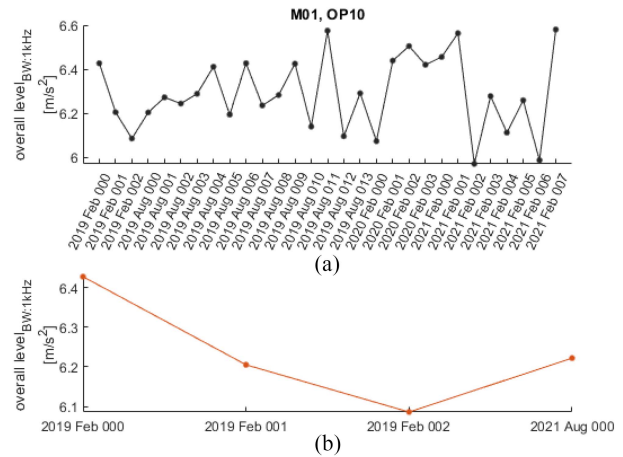 M01, OP10
overall level_BW:1kHz
[m/s²]
6.6
6.4
6.2
6
2019 Feb 000
2019 Feb 001
2019 Feb 002
2019 Aug 000
2019 Aug 001
2019 Aug 002
2019 Aug 003
2019 Aug 004
2019 Aug 005
2019 Aug 006
2019 Aug 007
2019 Aug 008
2019 Aug 009
2019 Aug 010
2019 Aug 011
2019 Aug 012
2019 Aug 013
2020 Feb 000
2020 Feb 001
2020 Feb 002
2020 Feb 003
2021 Feb 000
2021 Feb 001
2021 Feb 002
2021 Feb 003
2021 Feb 004
2021 Feb 005
2021 Feb 006
2021 Feb 007
(a)
overall level_BW:1kHz
[m/s²]
6.4
6.3
6.2
6.1
2019 Feb 000
2019 Feb 001
2019 Feb 002
2021 Aug 000
(b)